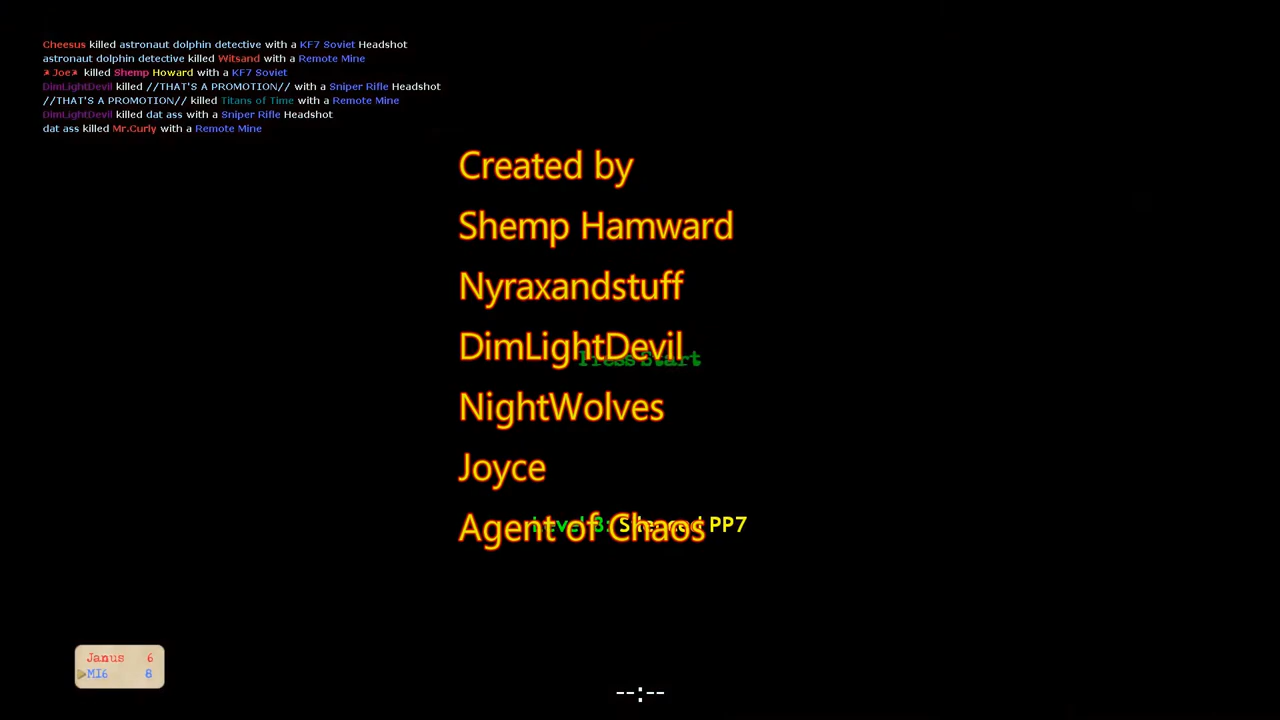 Cheesus killed astronaut dolphin detective with a KF7 Soviet Headshot
astronaut dolphin detective killed Witsand with a Remote Mine
Joe killed Shemp Howard with a KF7 Soviet
DimLightDevil killed //THAT'S A PROMOTION// with a Sniper Rifle Headshot
//THAT'S A PROMOTION// killed Titans of Time with a Remote Mine
DimLightDevil killed dat ass with a Sniper Rifle Headshot
dat ass killed Mr.Curly with a Remote Mine
Created by
Shemp Hamward
Nyraxandstuff
DimLightDevil
Press Start
NightWolves
Joyce
Agent of Chaos
Level 3: Silenced PP7
Janus 6
MI6 8
--:--